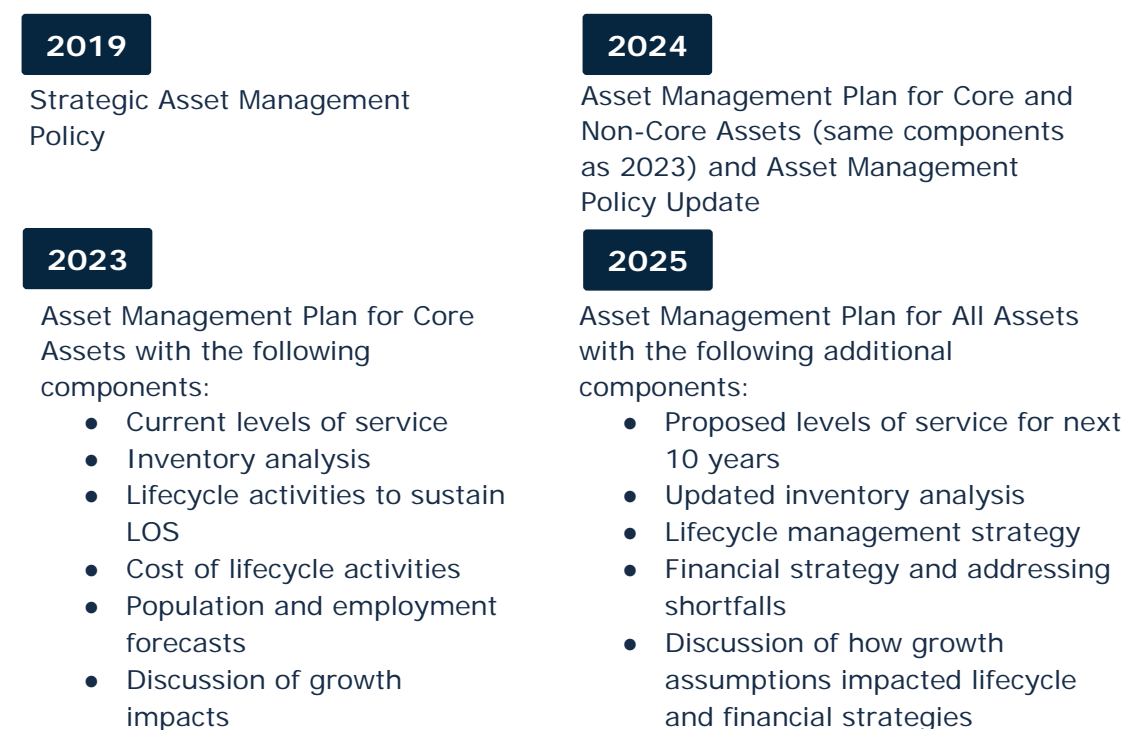 2019
Strategic Asset Management
Policy
2023
Asset Management Plan for Core
Assets with the following
components:
● Current levels of service
● Inventory analysis
● Lifecycle activities to sustain
LOS
● Cost of lifecycle activities
● Population and employment
forecasts
● Discussion of growth
impacts
2024
Asset Management Plan for Core and
Non-Core Assets (same components
as 2023) and Asset Management
Policy Update
2025
Asset Management Plan for All Assets
with the following additional
components:
● Proposed levels of service for next
10 years
● Updated inventory analysis
● Lifecycle management strategy
● Financial strategy and addressing
shortfalls
● Discussion of how growth
assumptions impacted lifecycle
and financial strategies